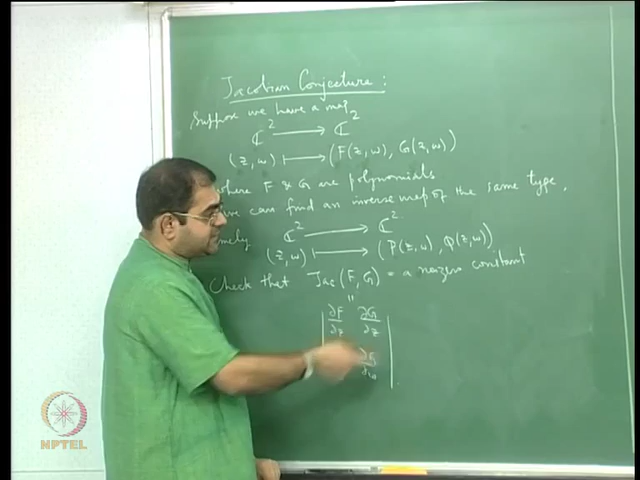 Jacobian Conjecture :
Suppose we have a map
ℂ² ⟶ ℂ²
(z, w) ⟼ (F(z, w), G(z, w))
where F & G are polynomials
we can find an inverse map of the same type,
namely ℂ² ⟶ ℂ²
(z, w) ⟼ (P(z, w), Q(z, w))
Check that Jac(F, G) = a nonzero constant
=
∂F/∂z ∂G/∂z
∂G/∂w
NPTEL